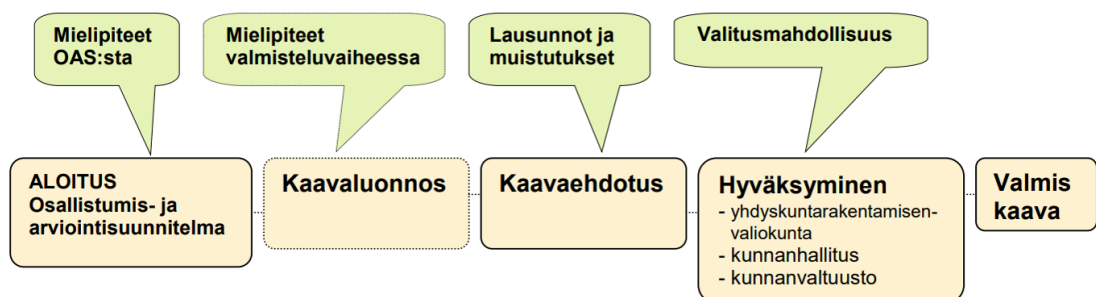 Mielipiteet
OAS:sta
Mielipiteet
valmisteluvaiheessa
Lausunnot ja
muistutukset
Valitusmahdollisuus
ALOITUS
Osallistumis- ja
arviointisuunnitelma
Kaavaluonnos
Kaavaehdotus
Hyväksyminen
- yhdyskuntarakentamisen-
valiokunta
- kunnanhallitus
- kunnanvaltuusto
Valmis
kaava